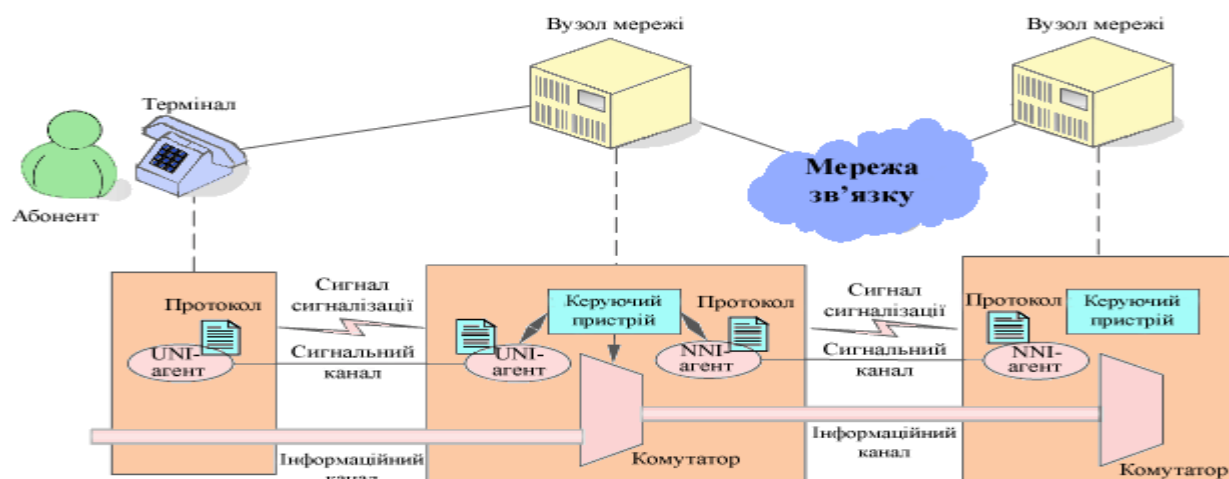 Вузол мережі
Вузол мережі
Термінал
Абонент
Мережа
зв’язку
Протокол
UNI-
агент
Сигнал
сигналізації
Сигнальний
канал
Інформаційний
канал
UNI-
агент
Керуючий
пристрій
Протокол
NNI-
агент
Комутатор
Сигнал
сигналізації
Сигнальний
канал
Інформаційний
канал
Протокол
NNI-
агент
Керуючий
пристрій
Комутатор